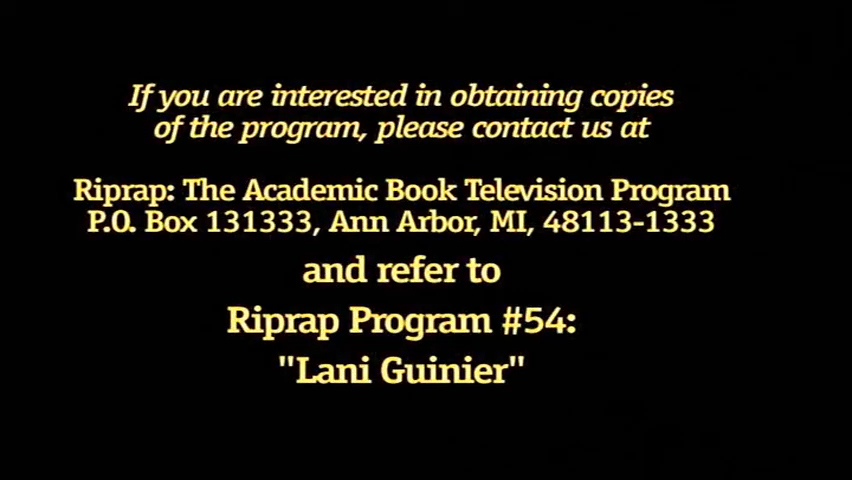 If you are interested in obtaining copies
of the program, please contact us at
Riprap: The Academic Book Television Program
P.O. Box 131333, Ann Arbor, MI, 48113-1333
and refer to
Riprap Program #54:
"Lani Guinier"